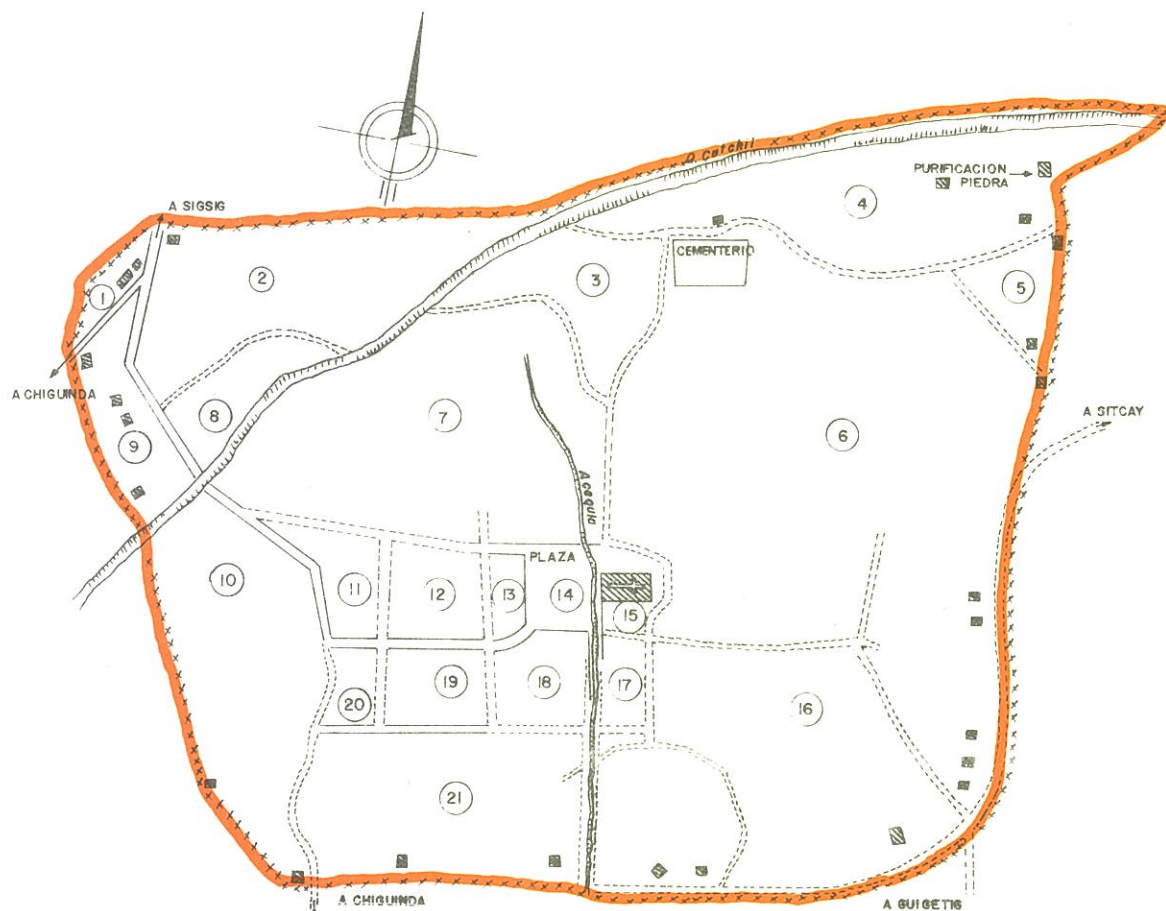 Q. Cutchil
PURIFICACION
PIEDRA
A SIGSIG
4
CEMENTERIO
2
3
5
1
A CHIGUINDA
8
7
6
A SITCAY
9
Acequia
PLAZA
10
11
12
13
14
15
19
18
17
20
16
21
A CHIGUINDA
A GUIGETIG